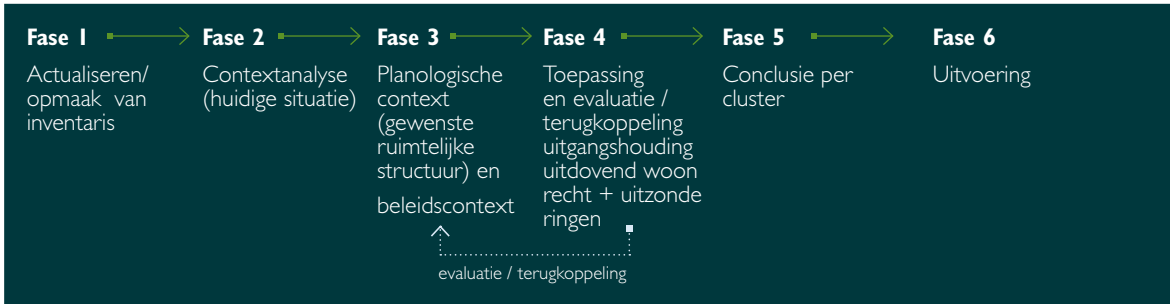 Fase 1
Actualiseren/
opmaak van
inventaris
Fase 2
Contextanalyse
(huidige situatie)
Fase 3
Planologische
context
(gewenste
ruimtelijke
structuur) en
beleidscontext
Fase 4
Toepassing
en evaluatie /
terugkoppeling
uitgangshouding
uitdovend woon
recht + uitzonde
ringen
Fase 5
Conclusie per
cluster
Fase 6
Uitvoering
evaluatie / terugkoppeling